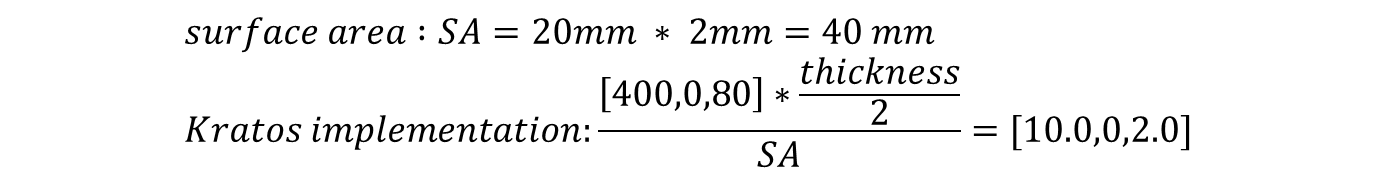 surface area : SA = 20mm * 2mm = 40 mm
Kratos implementation: [400,0,80] * thickness/2 / SA = [10.0,0,2.0]